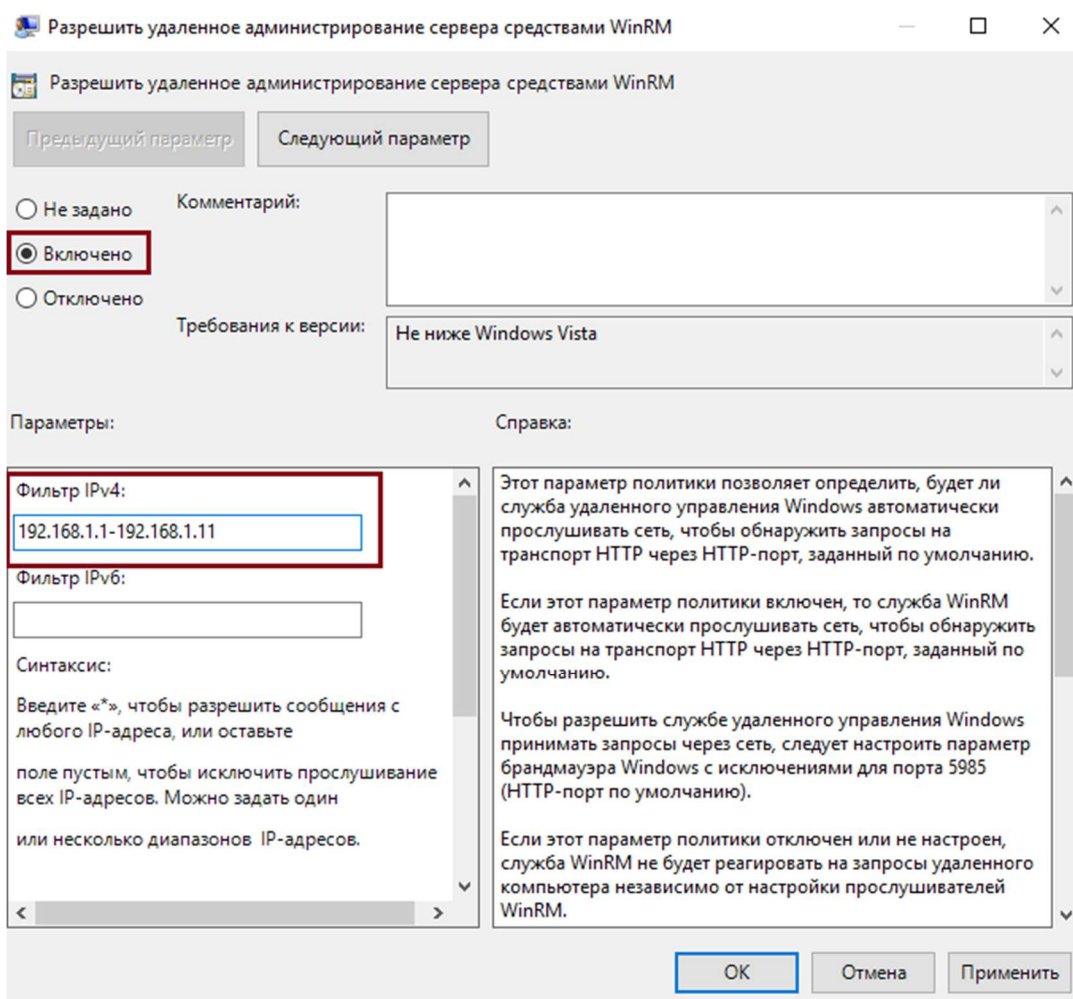 Разрешить удаленное администрирование сервера средствами WinRM
Разрешить удаленное администрирование сервера средствами WinRM
Предыдущий параметр
Следующий параметр
Не задано
Включено
Отключено
Комментарий:
Требования к версии:
Не ниже Windows Vista
Параметры:
Справка:
Фильтр IPv4:
192.168.1.1-192.168.1.11
Фильтр IPv6:
Синтаксис:
Введите «*», чтобы разрешить сообщения с
любого IP-адреса, или оставьте
поле пустым, чтобы исключить прослушивание
всех IP-адресов. Можно задать один
или несколько диапазонов IP-адресов.
Этот параметр политики позволяет определить, будет ли
служба удаленного управления Windows автоматически
прослушивать сеть, чтобы обнаружить запросы на
транспорт HTTP через HTTP-порт, заданный по умолчанию.
Если этот параметр политики включен, то служба WinRM
будет автоматически прослушивать сеть, чтобы обнаружить
запросы на транспорт HTTP через HTTP-порт, заданный по
умолчанию.
Чтобы разрешить службе удаленного управления Windows
принимать запросы через сеть, следует настроить параметр
брандмауэра Windows с исключениями для порта 5985
(HTTP-порт по умолчанию).
Если этот параметр политики отключен или не настроен,
служба WinRM не будет реагировать на запросы удаленного
компьютера независимо от настройки прослушивателей
WinRM.
ОК
Отмена
Применить